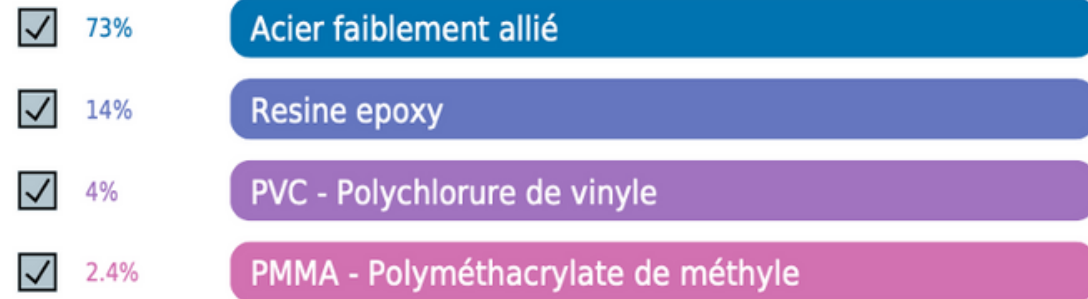 73% Acier faiblement allié
14% Resine epoxy
4% PVC - Polychlorure de vinyle
2.4% PMMA - Polyméthacrylate de méthyle